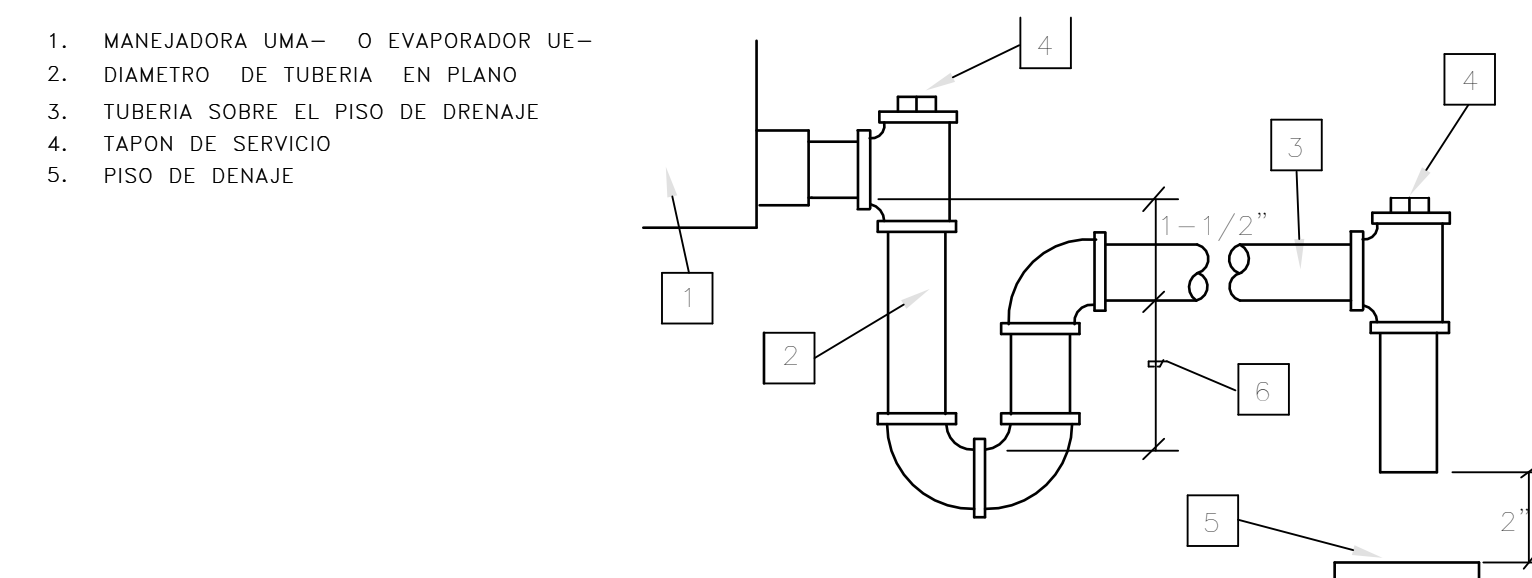 1. MANEJADORA UMA- O EVAPORADOR UE-
2. DIAMETRO DE TUBERIA EN PLANO
3. TUBERIA SOBRE EL PISO DE DRENAJE
4. TAPON DE SERVICIO
5. PISO DE DENAJE
4
4
3
1-1/2"
1
2
6
5
2"